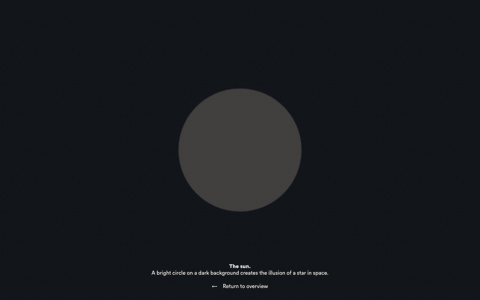 The sun.
A bright circle on a dark background creates the illusion of a star in space.
← Return to overview